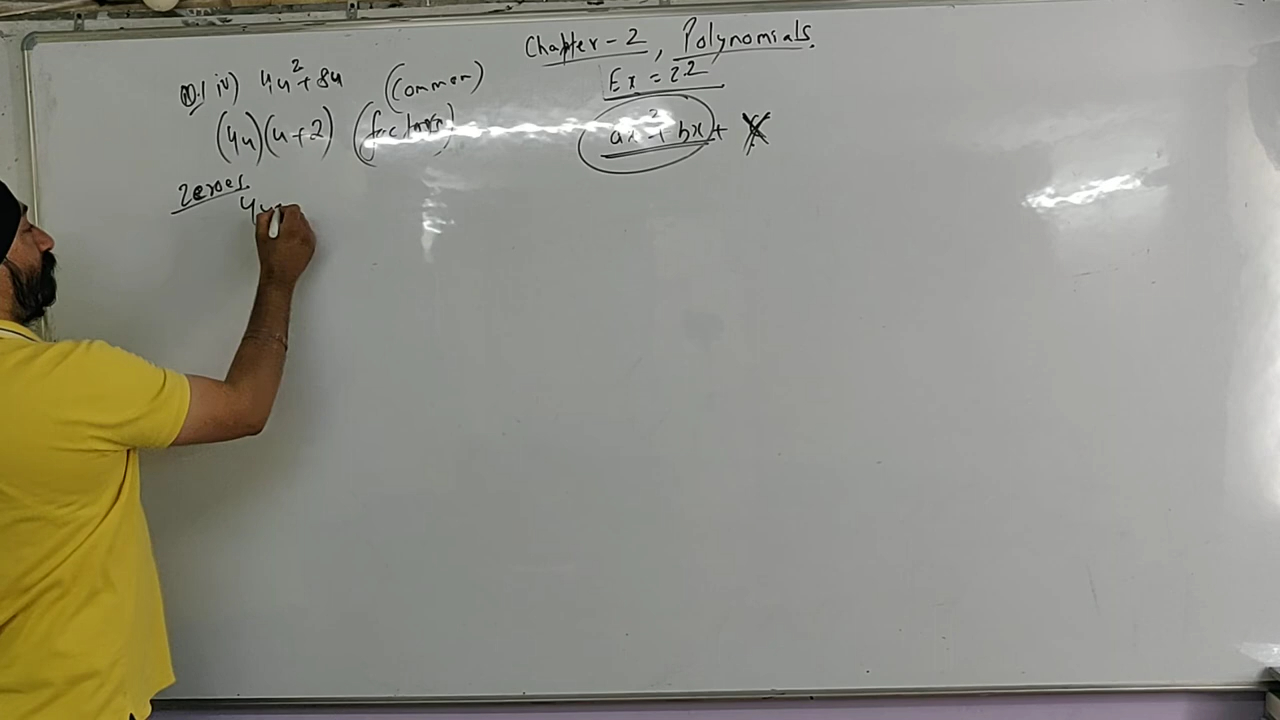 Chapter-2, Polynomials.
Ex = 2.2
Q.1 iv) 4u²+8u (Common)
ax²+bx+
(4u)(u+2) (factors)
Zeroes
4u